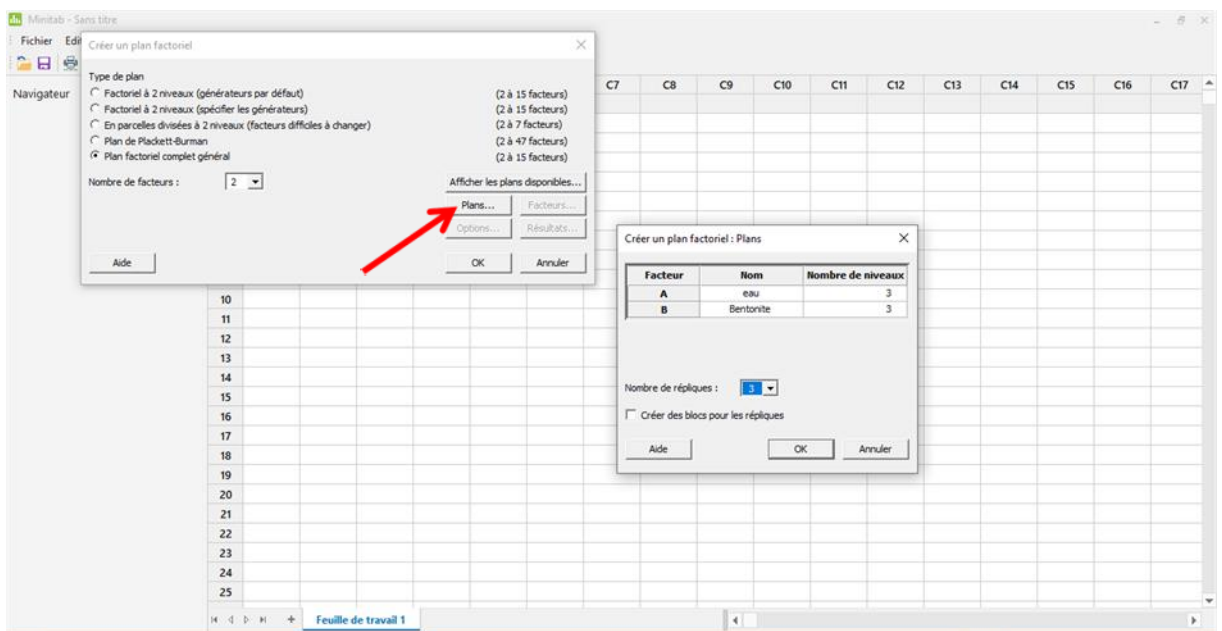 Minitab - Sans titre
Fichier Edi
Navigateur
C7 C8 C9 C10 C11 C12 C13 C14 C15 C16 C17
Créer un plan factoriel
Type de plan
Factoriel à 2 niveaux (générateurs par défaut) (2 à 15 facteurs)
Factoriel à 2 niveaux (spécifier les générateurs) (2 à 15 facteurs)
En parcelles divisées à 2 niveaux (facteurs difficiles à changer) (2 à 7 facteurs)
Plan de Plackett-Burman (2 à 47 facteurs)
Plan factoriel complet général (2 à 15 facteurs)
Nombre de facteurs : 2 Afficher les plans disponibles...
Plans... Facteurs...
Options... Résultats...
Aide OK Annuler
Créer un plan factoriel : Plans
Facteur Nom Nombre de niveaux
A eau 3
B Bentonite 3
Nombre de répliques : 3
Créer des blocs pour les répliques
Aide OK Annuler
10
11
12
13
14
15
16
17
18
19
20
21
22
23
24
25
Feuille de travail 1